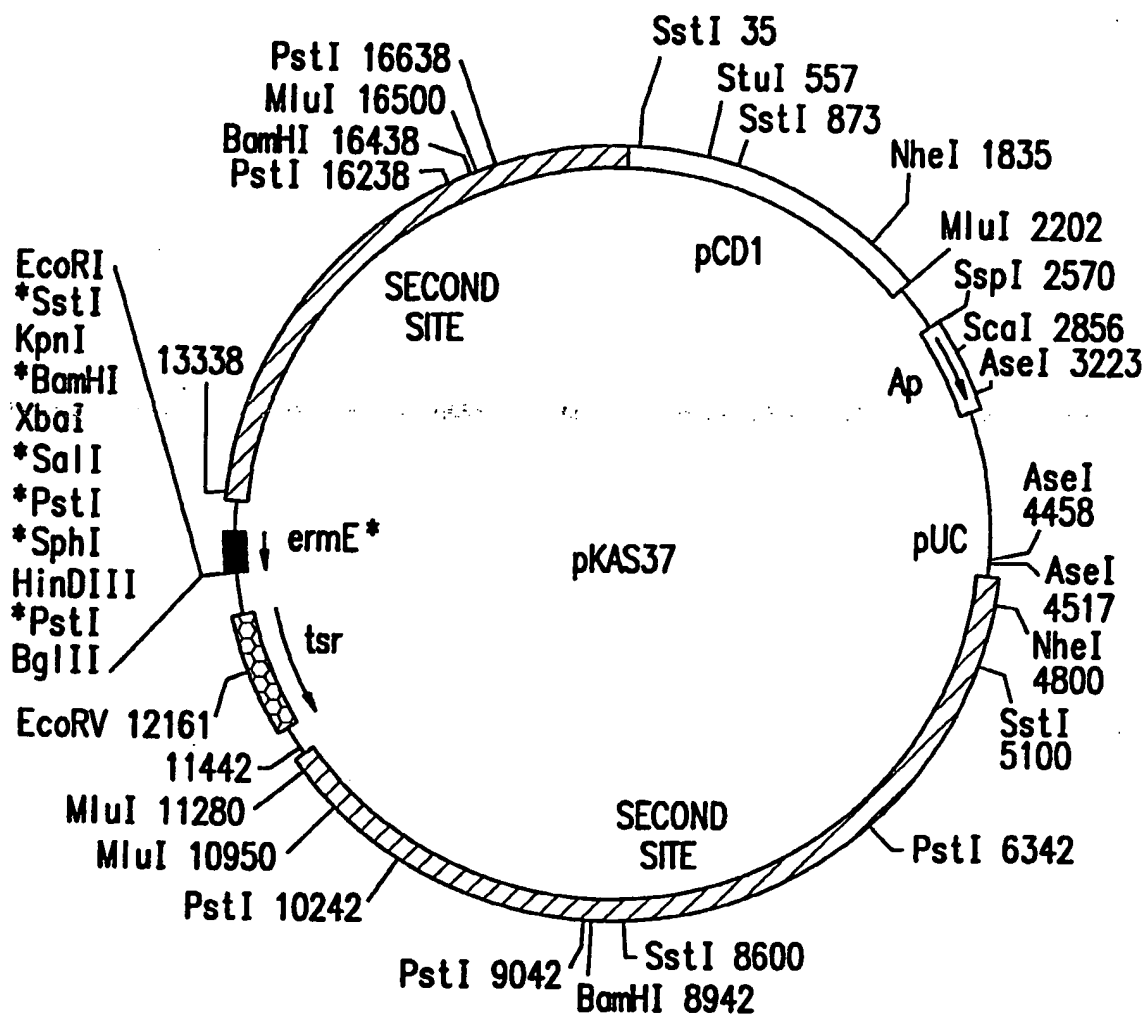 SstI 35
StuI 557
SstI 873
NheI 1835
MluI 2202
SspI 2570
ScaI 2856
AseI 3223
AseI
4458
AseI
4517
NheI
4800
SstI
5100
PstI 6342
SstI 8600
BamHI 8942
PstI 9042
PstI 10242
MluI 10950
MluI 11280
11442
EcoRV 12161
EcoRI
*SstI
KpnI
*BamHI
XbaI
*SalI
*PstI
*SphI
HinDIII
*PstI
BglII
13338
PstI 16238
BamHI 16438
MluI 16500
PstI 16638
pCD1
SECOND
SITE
Ap
ermE*
pKAS37
pUC
tsr
SECOND
SITE